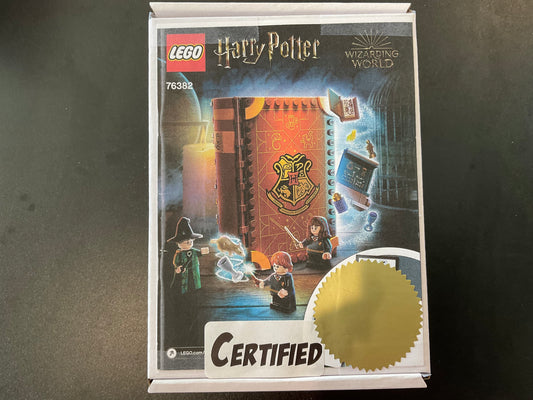 LEGO
Harry Potter
WIZARDING
WORLD
76382
LEGO.com/
CERTIFIED